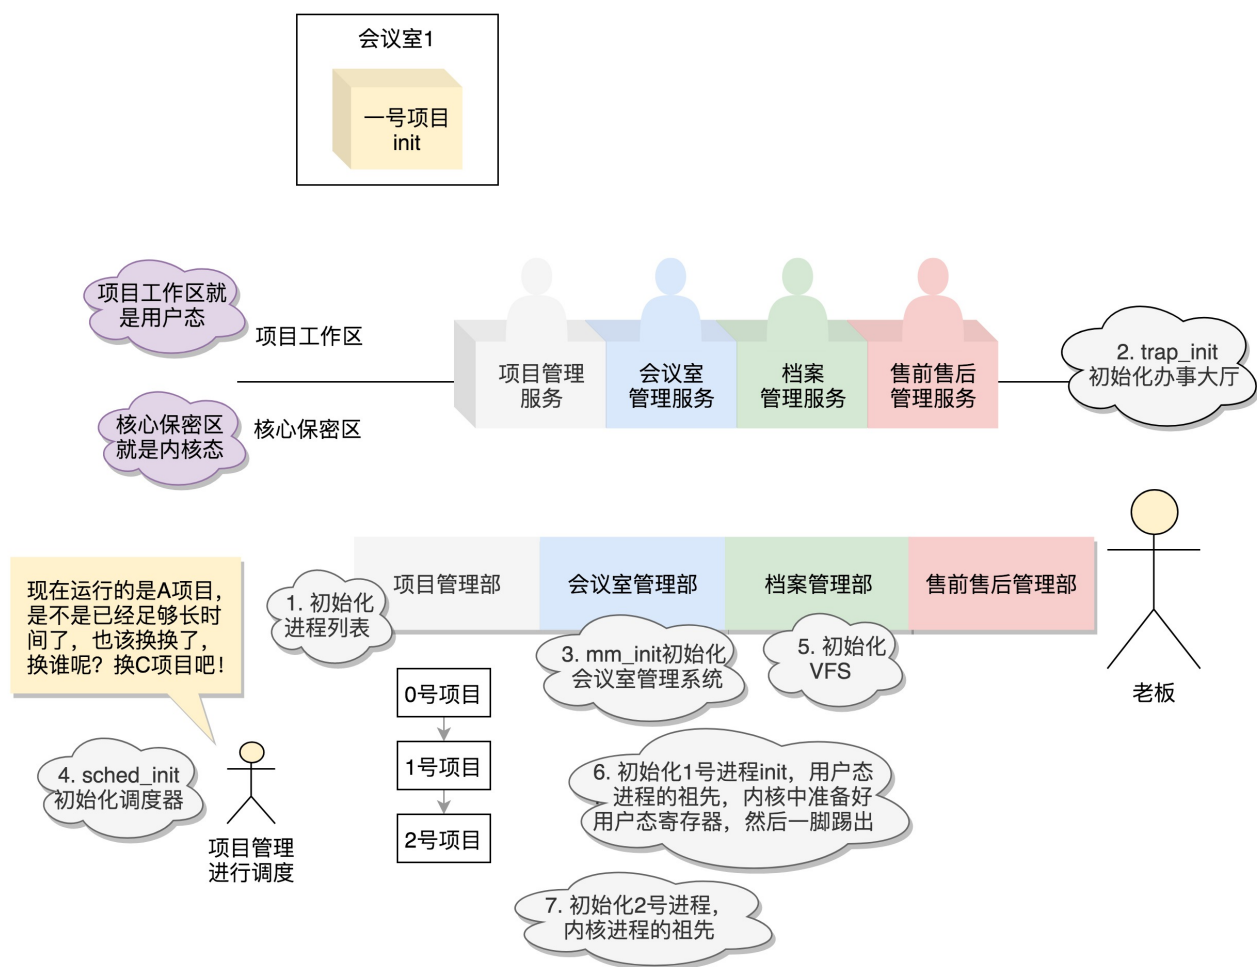 会议室1
一号项目
init
项目工作区就
是用户态
项目工作区
核心保密区
就是内核态
核心保密区
项目管理
服务
会议室
管理服务
档案
管理服务
售前售后
管理服务
2. trap_init
初始化办事大厅
项目管理部
会议室管理部
档案管理部
售前售后管理部
老板
1. 初始化
进程列表
3. mm_init初始化
会议室管理系统
5. 初始化
VFS
现在运行的是A项目，
是不是已经足够长时
间了，也该换换了，
换谁呢？换C项目吧！
4. sched_init
初始化调度器
项目管理
进行调度
0号项目
1号项目
2号项目
6. 初始化1号进程init，用户态
进程的祖先，内核中准备好
用户态寄存器，然后一脚踢出
7. 初始化2号进程，
内核进程的祖先